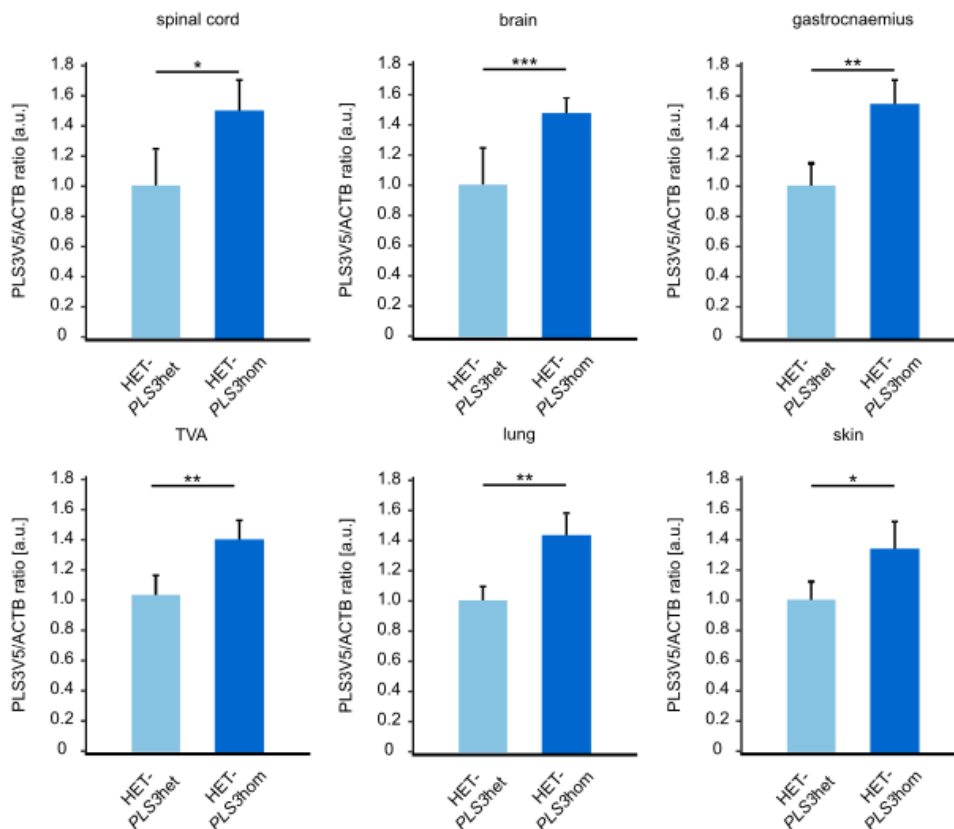 spinal cord
PLS3V5/ACTB ratio [a.u.]
1.8
1.6
1.4
1.2
1.0
0.8
0.6
0.4
0.2
0
*
HET-
PLS3het
HET-
PLS3hom
brain
PLS3V5/ACTB ratio [a.u.]
1.8
1.6
1.4
1.2
1.0
0.8
0.6
0.4
0.2
0
***
HET-
PLS3het
HET-
PLS3hom
gastrocnaemius
PLS3V5/ACTB ratio [a.u.]
1.8
1.6
1.4
1.2
1.0
0.8
0.6
0.4
0.2
0
**
HET-
PLS3het
HET-
PLS3hom
TVA
PLS3V5/ACTB ratio [a.u.]
1.8
1.6
1.4
1.2
1.0
0.8
0.6
0.4
0.2
0
**
HET-
PLS3het
HET-
PLS3hom
lung
PLS3V5/ACTB ratio [a.u.]
1.8
1.6
1.4
1.2
1.0
0.8
0.6
0.4
0.2
0
**
HET-
PLS3het
HET-
PLS3hom
skin
PLS3V5/ACTB ratio [a.u.]
1.8
1.6
1.4
1.2
1.0
0.8
0.6
0.4
0.2
0
*
HET-
PLS3het
HET-
PLS3hom